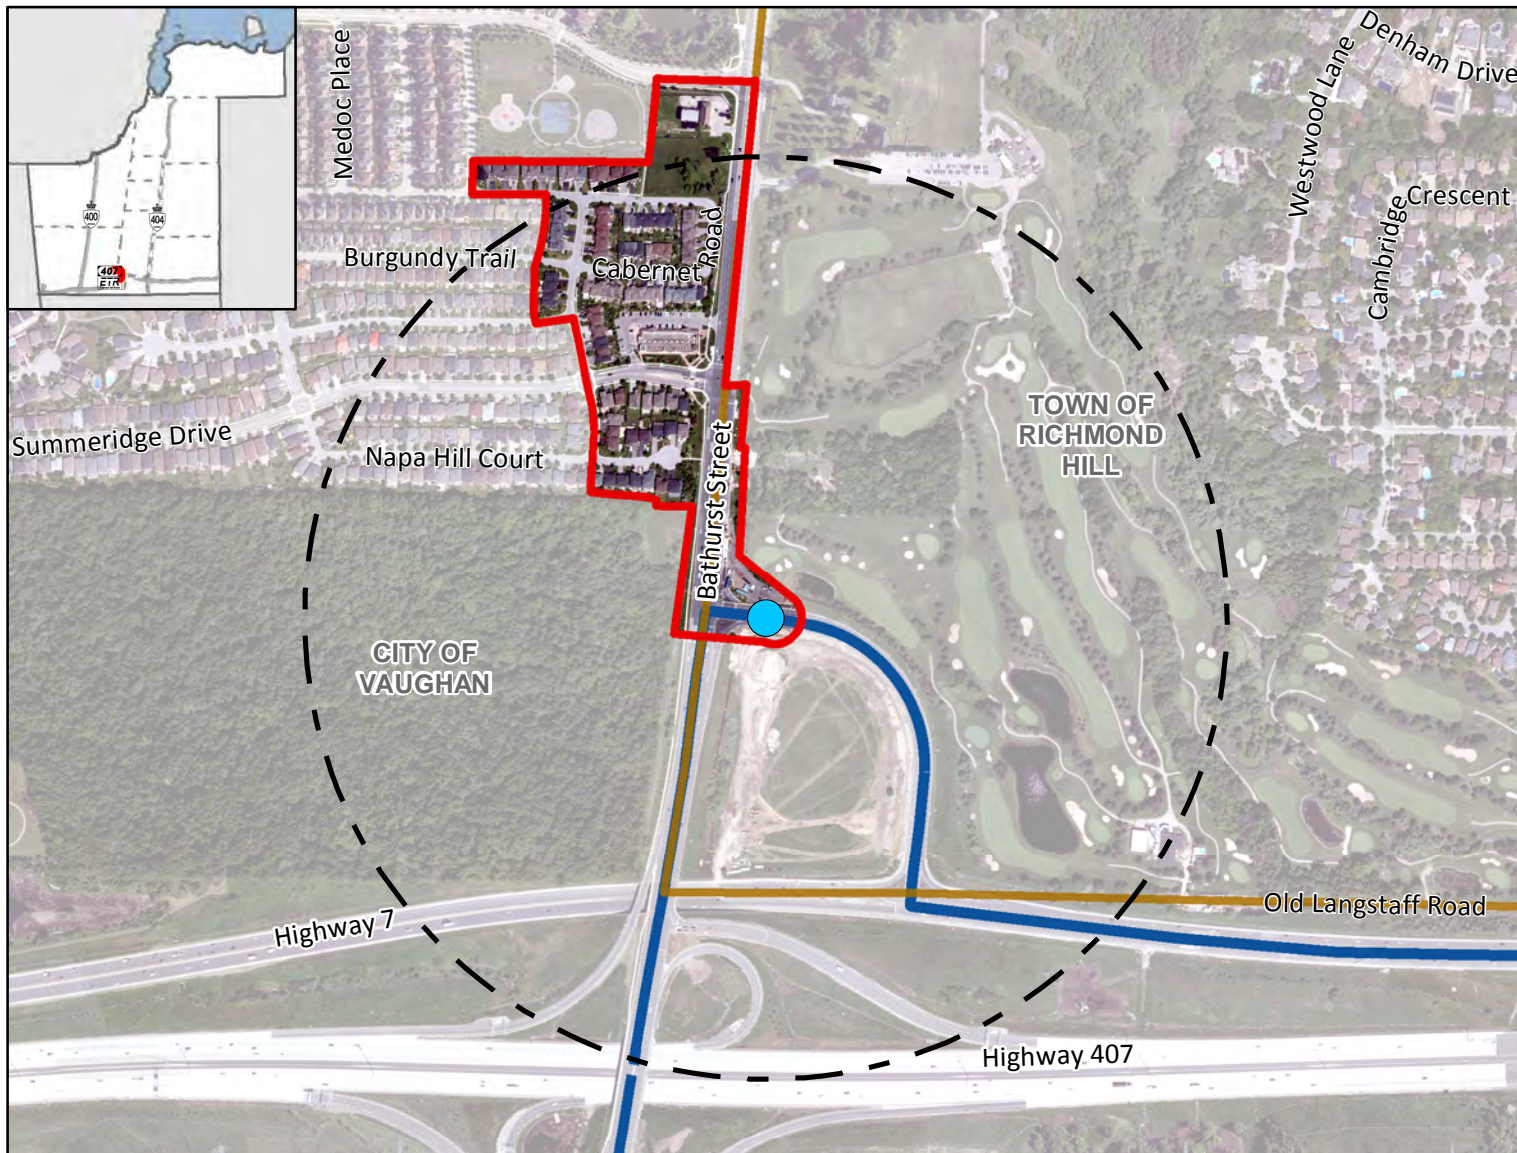 Medoc Place
Denham Drive
Westwood Lane
Crescent
Cambridge
400
404
407
ETR
Burgundy Trail
Cabernet Road
TOWN OF
RICHMOND
HILL
Summeridge Drive
Napa Hill Court
Bathurst Street
CITY OF
VAUGHAN
Highway 7
Old Langstaff Road
Highway 407